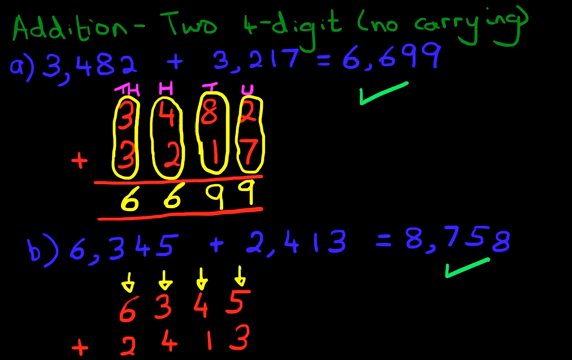 Addition - Two 4-digit (no carrying)
a) 3,482 + 3,217 = 6,699
TH H T U
3 4 8 2
+ 3 2 1 7
6 6 9 9
b) 6,345 + 2,413 = 8,758
6 3 4 5
+ 2 4 1 3